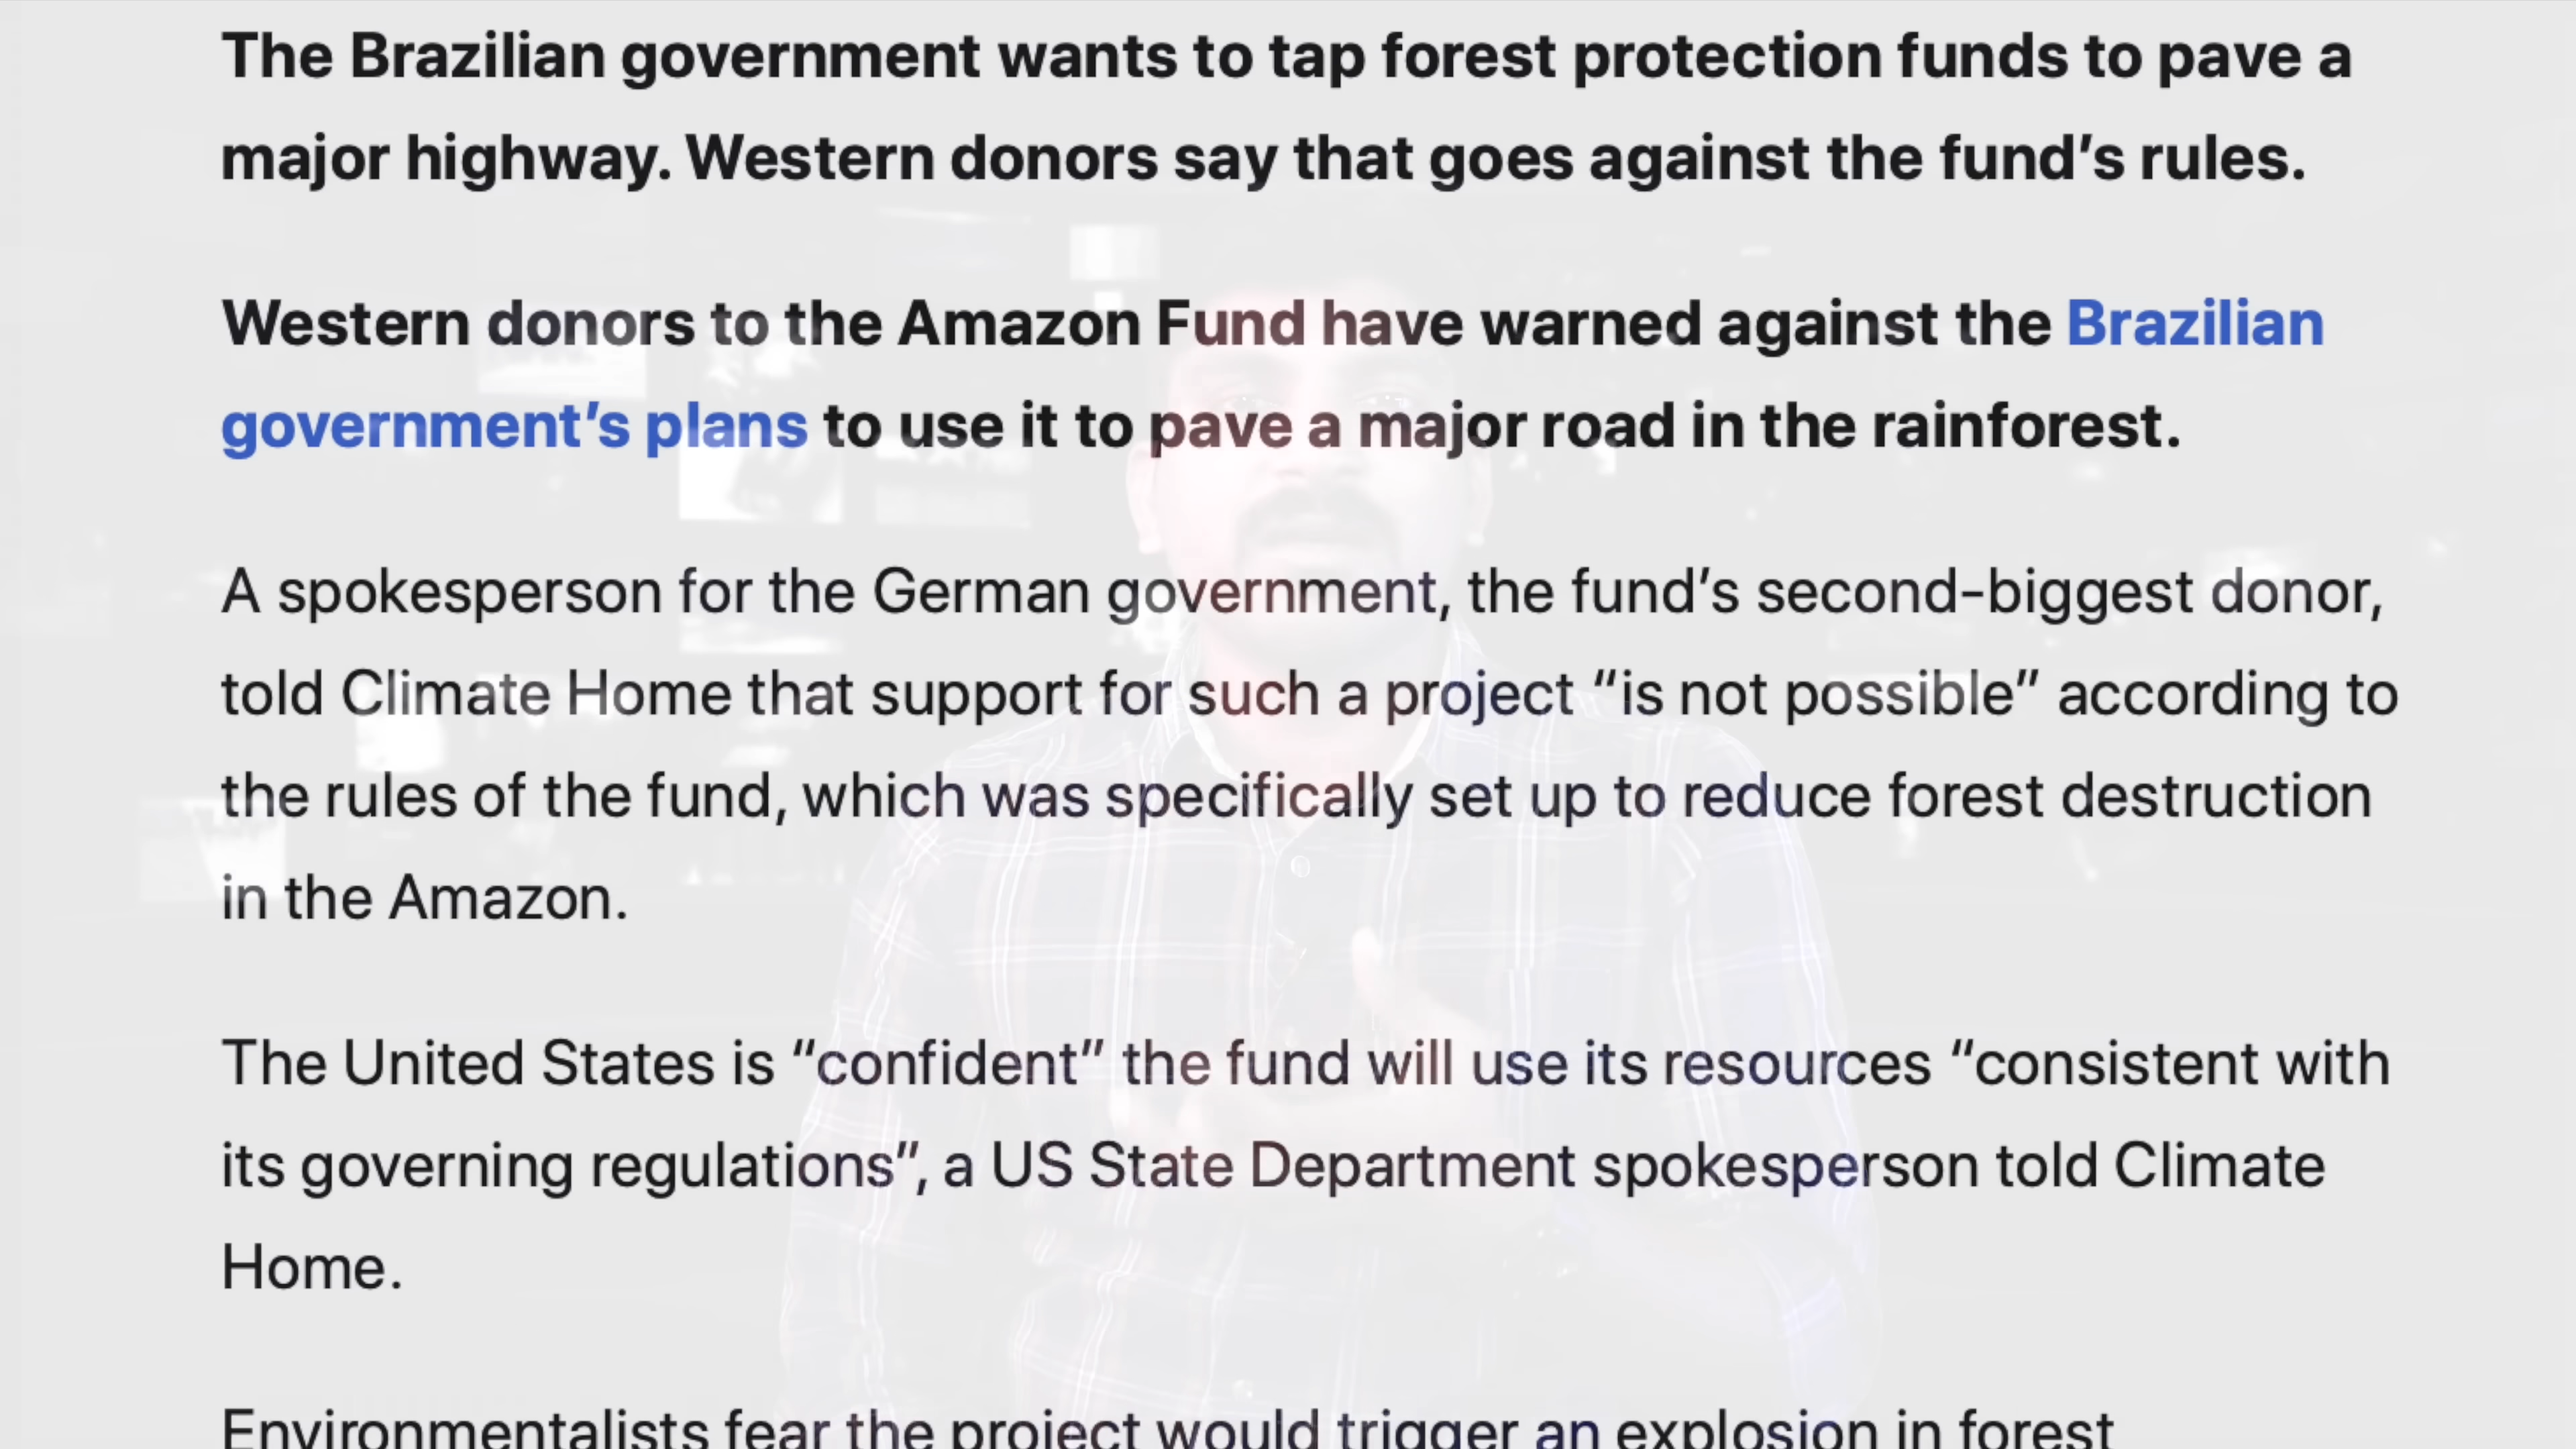 The Brazilian government wants to tap forest protection funds to pave a
major highway. Western donors say that goes against the fund’s rules.
Western donors to the Amazon Fund have warned against the Brazilian
government’s plans to use it to pave a major road in the rainforest.
A spokesperson for the German government, the fund’s second-biggest donor,
told Climate Home that support for such a project “is not possible” according to
the rules of the fund, which was specifically set up to reduce forest destruction
in the Amazon.
The United States is “confident” the fund will use its resources “consistent with
its governing regulations”, a US State Department spokesperson told Climate
Home.
Environmentalists fear the project would trigger an explosion in forest